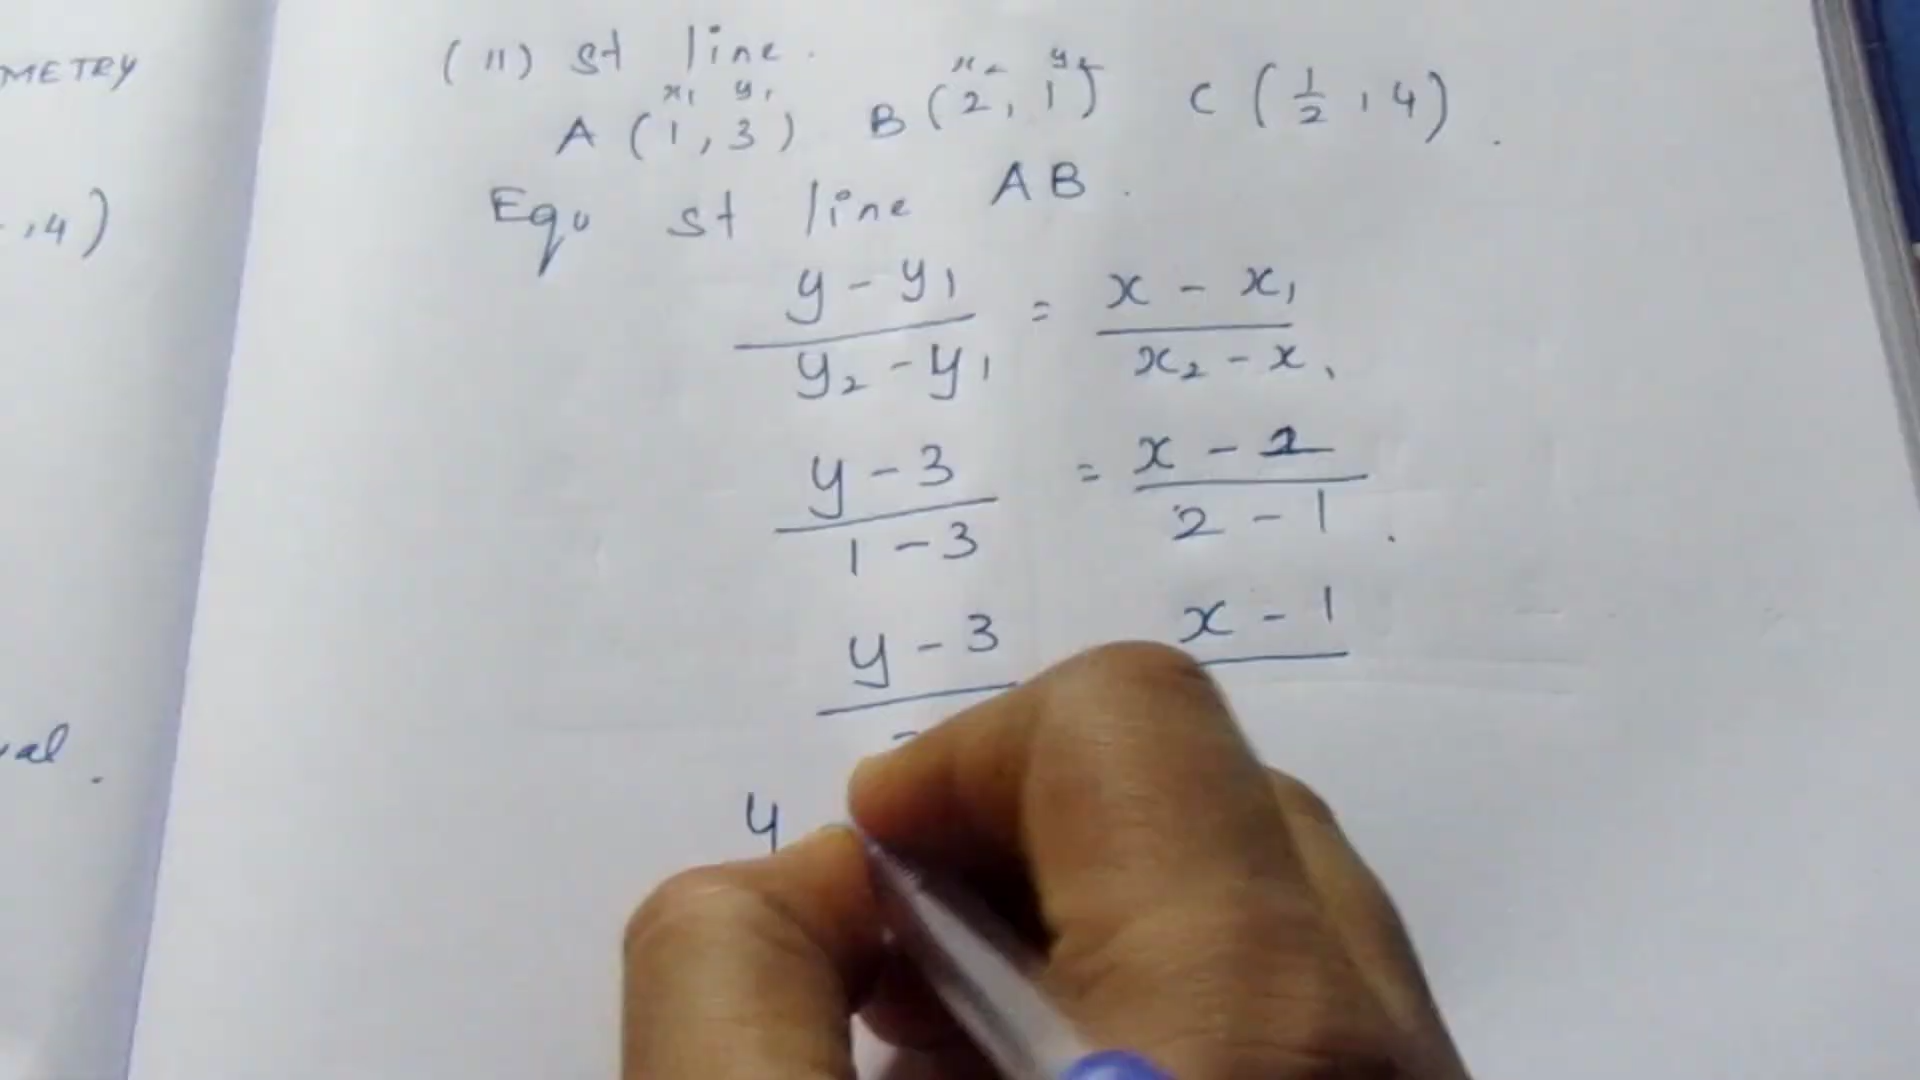 METRY
,4)
(11) st line.
x₁ y₁ x₂ y₂
A (1, 3) B (2, 1) C (1/2, 4).
Equ st line AB.
y - y₁ / y₂ - y₁ = x - x₁ / x₂ - x₁
y - 3 / 1 - 3 = x - 1 / 2 - 1.
y - 3 / - x - 1
y